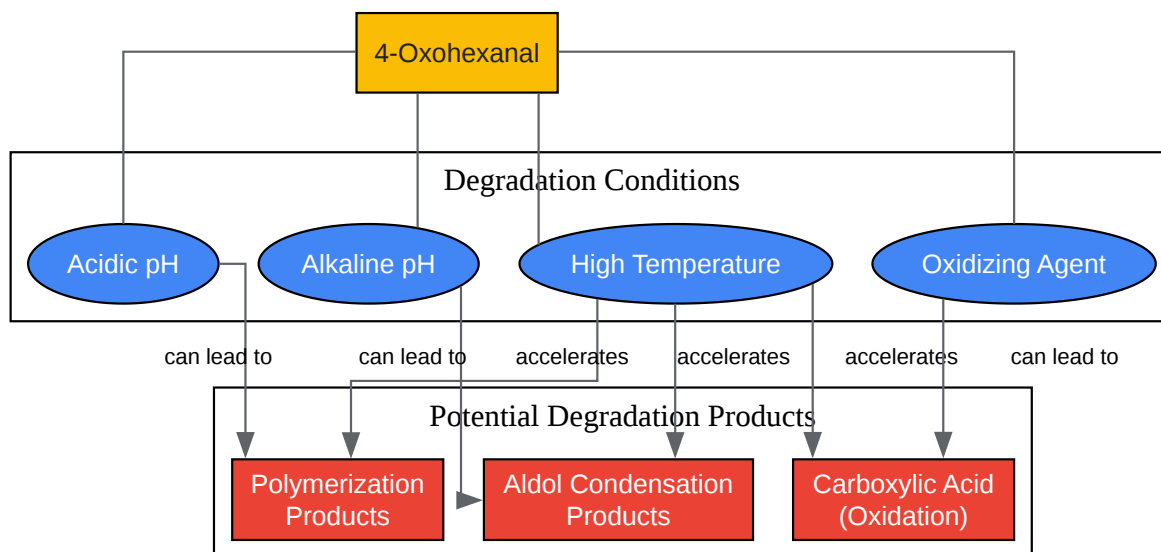 4-Oxohexanal
Degradation Conditions
Acidic pH
Alkaline pH
High Temperature
Oxidizing Agent
can lead to
can lead to
accelerates
accelerates
accelerates
can lead to
Potential Degradation Products
Polymerization
Products
Aldol Condensation
Products
Carboxylic Acid
(Oxidation)